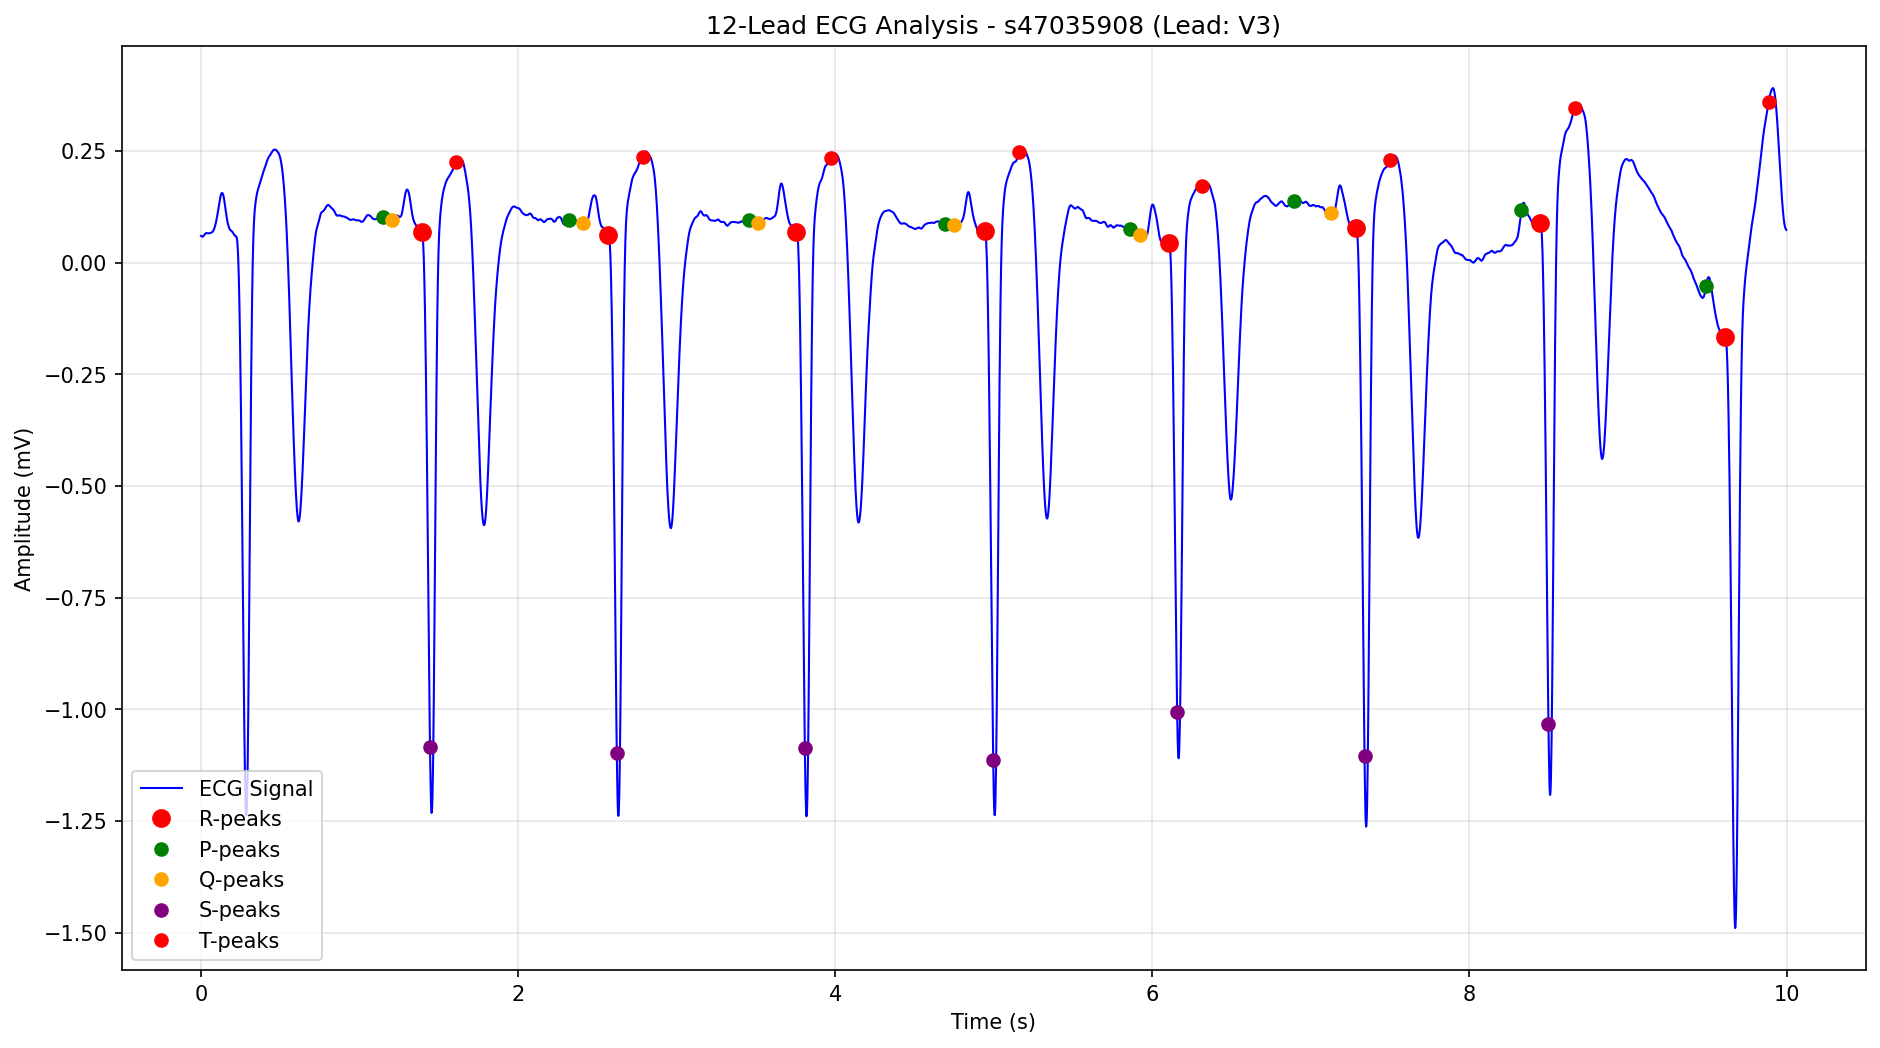 12-Lead ECG Analysis - s47035908 (Lead: V3)
Amplitude (mV)
0.25
0.00
−0.25
−0.50
−0.75
−1.00
−1.25
−1.50
ECG Signal
R-peaks
P-peaks
Q-peaks
S-peaks
T-peaks
0 2 4 6 8 10
Time (s)